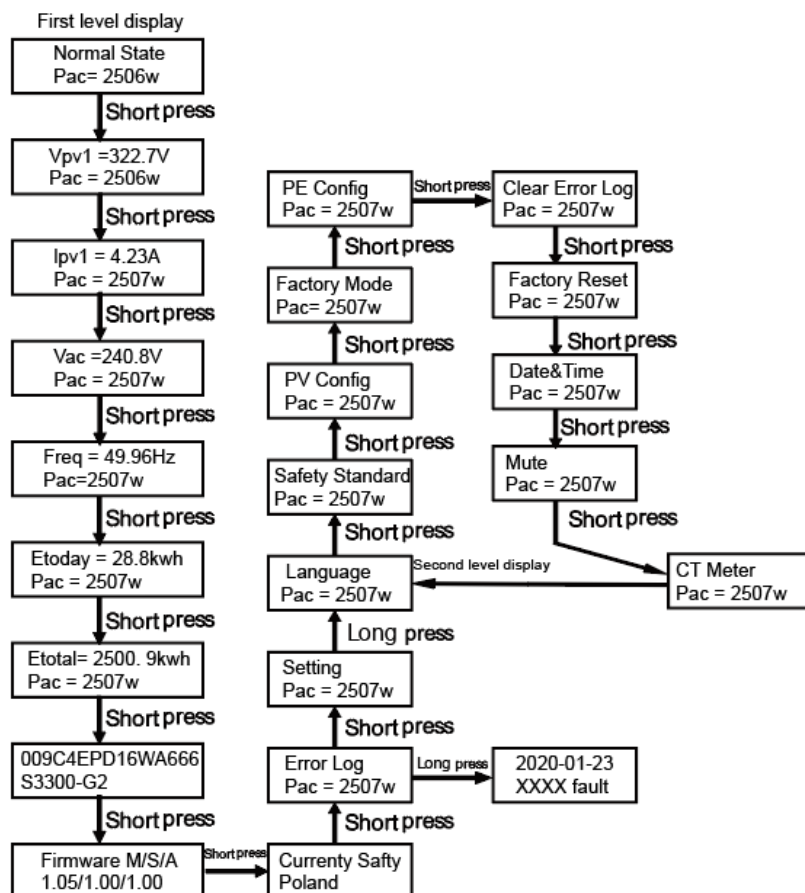 First level display
Normal State
Pac= 2506w
Short press
Vpv1 =322.7V
Pac = 2506w
Short press
Ipv1 = 4.23A
Pac = 2507w
Short press
Vac =240.8V
Pac = 2507w
Short press
Freq = 49.96Hz
Pac=2507w
Short press
Etoday = 28.8kwh
Pac = 2507w
Short press
Etotal= 2500. 9kwh
Pac = 2507w
Short press
009C4EPD16WA666
S3300-G2
Short press
Firmware M/S/A
1.05/1.00/1.00
Short press
Currenty Safty
Poland
Short press
Error Log
Pac = 2507w
Long press
2020-01-23
XXXX fault
Short press
Setting
Pac = 2507w
Long press
Language
Pac = 2507w
Short press
Safety Standard
Pac = 2507w
Short press
PV Config
Pac = 2507w
Short press
Factory Mode
Pac= 2507w
Short press
PE Config
Pac = 2507w
Short press
Clear Error Log
Pac = 2507w
Short press
Factory Reset
Pac = 2507w
Short press
Date&Time
Pac = 2507w
Short press
Mute
Pac = 2507w
Short press
CT Meter
Pac = 2507w
Second level display